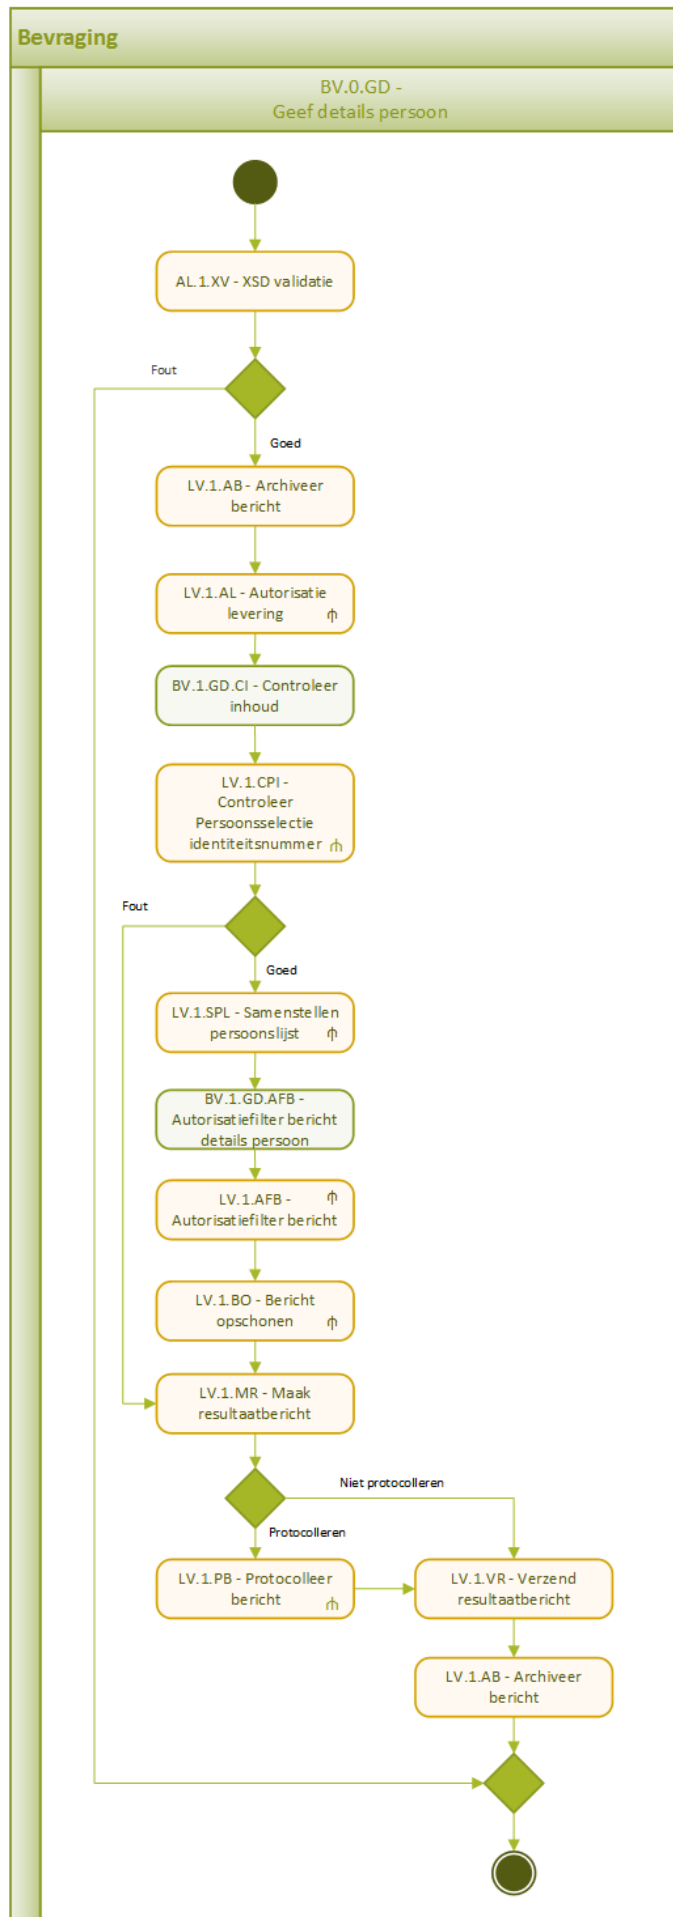 Bevraging
BV.0.GD -
Geef details persoon
AL.1.XV - XSD validatie
Fout
Goed
LV.1.AB - Archiveer
bericht
LV.1.AL - Autorisatie
levering
BV.1.GD.CI - Controleer
inhoud
LV.1.CPI -
Controleer
Persoonsselectie
identiteitsnummer
Fout
Goed
LV.1.SPL - Samenstellen
persoonslijst
BV.1.GD.AFB -
Autorisatiefilter bericht
details persoon
LV.1.AFB -
Autorisatiefilter bericht
LV.1.BO - Bericht
opschonen
LV.1.MR - Maak
resultaatbericht
Niet protocolleren
Protocolleren
LV.1.PB - Protocolleer
bericht
LV.1.VR - Verzend
resultaatbericht
LV.1.AB - Archiveer
bericht